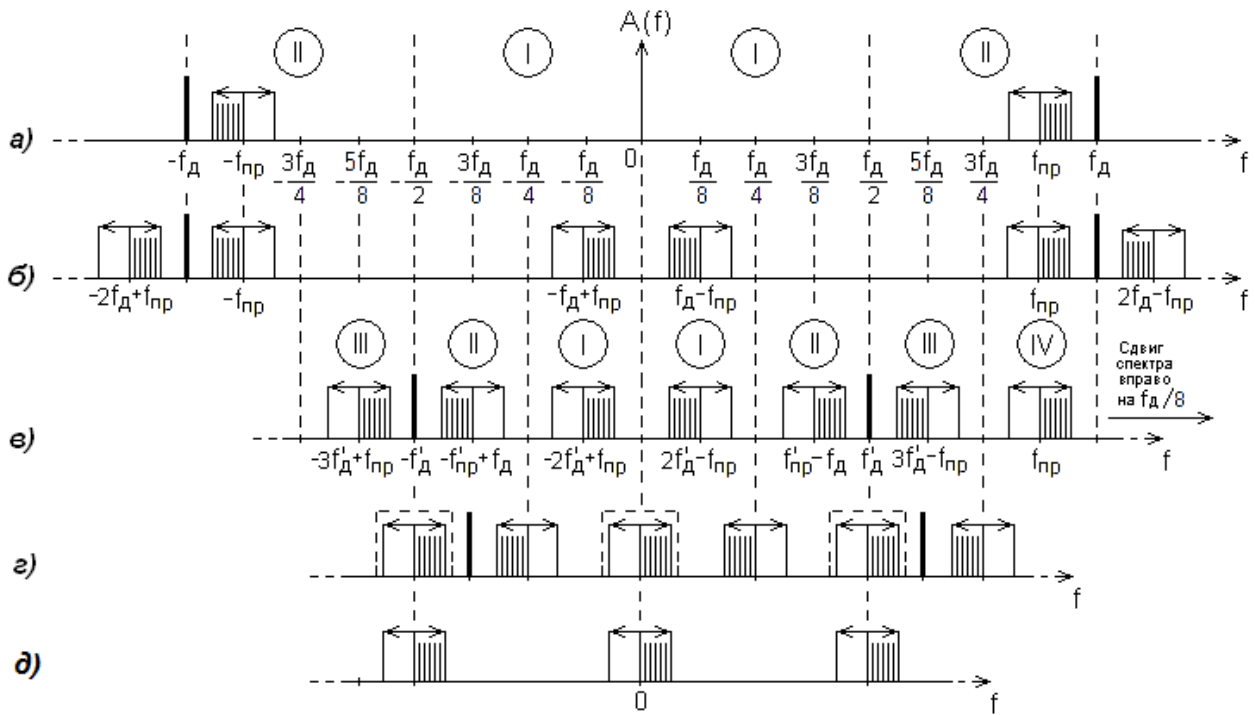 A(f)
II I I II
а)
-fд -fпр -3fд/4 -5fд/8 -fд/2 -3fд/8 -fд/4 -fд/8 0 fд/8 fд/4 3fд/8 fд/2 5fд/8 3fд/4 fпр fд f
б)
-2fд+fпр -fпр -fд+fпр fд-fпр fпр 2fд-fпр f
III II I I II III IV
Сдвиг
спектра
вправо
на fд/8
в)
-3f'д+fпр -f'д -f'пр+fд -2f'д+fпр 2f'д-fпр f'пр-fд f'д 3f'д-fпр fпр f
г)
f
д)
0 f